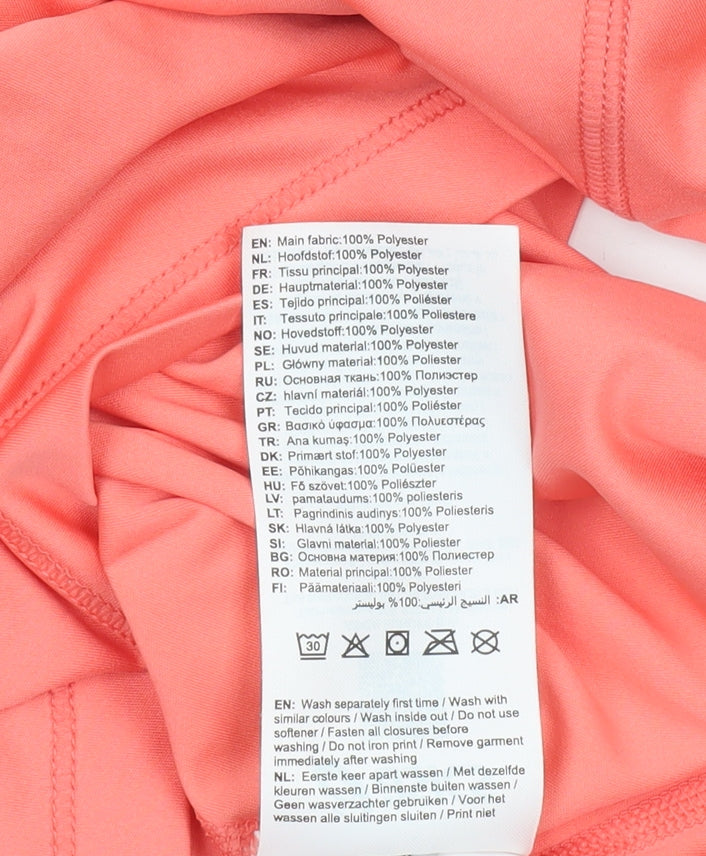 EN: Main fabric:100% Polyester
NL: Hoofdstof:100% Polyester
FR: Tissu principal:100% Polyester
DE: Hauptmaterial:100% Polyester
ES: Tejido principal:100% Poliéster
IT: Tessuto principale:100% Poliestere
NO: Hovedstoff:100% Polyester
SE: Huvud material:100% Polyester
PL: Główny material:100% Poliester
RU: Основная ткань:100% Полиэстер
CZ: hlavní materiál:100% Polyester
PT: Tecido principal:100% Poliéster
GR: Βασικό ύφασμα:100% Πολυεστέρας
TR: Ana kumaş:100% Polyester
DK: Primært stof:100% Polyester
EE: Põhikangas:100% Polüester
HU: Fő szövet:100% Poliészter
LV: pamataudums:100% poliesteris
LT: Pagrindinis audinys:100% Poliesteris
SK: Hlavná látka:100% Polyester
SI: Glavni material:100% Poliester
BG: Основна материя:100% Полиестер
RO: Material principal:100% Poliester
FI: Päämateriaali:100% Polyesteri
AR: النسيج الرئيسي:100% بوليستر
30
EN: Wash separately first time / Wash with
similar colours / Wash inside out / Do not use
softener / Fasten all closures before
washing / Do not iron print / Remove garment
immediately after washing
NL: Eerste keer apart wassen / Met dezelfde
kleuren wassen / Binnenste buiten wassen /
Geen wasverzachter gebruiken / Voor het
wassen alle sluitingen sluiten / Print niet